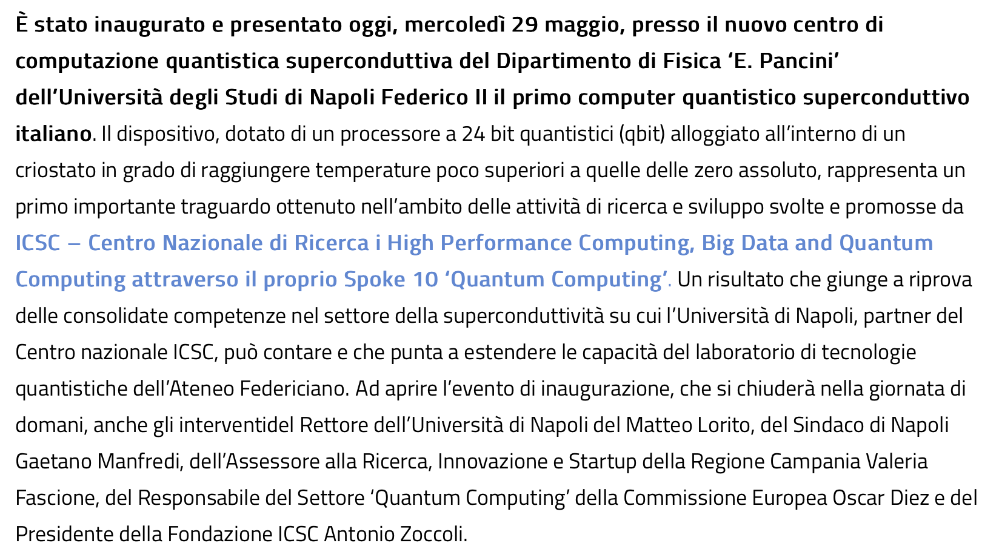 È stato inaugurato e presentato oggi, mercoledì 29 maggio, presso il nuovo centro di
computazione quantistica superconduttiva del Dipartimento di Fisica ‘E. Pancini’
dell’Università degli Studi di Napoli Federico II il primo computer quantistico superconduttivo
italiano. Il dispositivo, dotato di un processore a 24 bit quantistici (qbit) alloggiato all’interno di un
criostato in grado di raggiungere temperature poco superiori a quelle delle zero assoluto, rappresenta un
primo importante traguardo ottenuto nell’ambito delle attività di ricerca e sviluppo svolte e promosse da
ICSC – Centro Nazionale di Ricerca i High Performance Computing, Big Data and Quantum
Computing attraverso il proprio Spoke 10 ‘Quantum Computing’. Un risultato che giunge a riprova
delle consolidate competenze nel settore della superconduttività su cui l’Università di Napoli, partner del
Centro nazionale ICSC, può contare e che punta a estendere le capacità del laboratorio di tecnologie
quantistiche dell’Ateneo Federiciano. Ad aprire l’evento di inaugurazione, che si chiuderà nella giornata di
domani, anche gli interventidel Rettore dell’Università di Napoli del Matteo Lorito, del Sindaco di Napoli
Gaetano Manfredi, dell’Assessore alla Ricerca, Innovazione e Startup della Regione Campania Valeria
Fascione, del Responsabile del Settore ‘Quantum Computing’ della Commissione Europea Oscar Diez e del
Presidente della Fondazione ICSC Antonio Zoccoli.